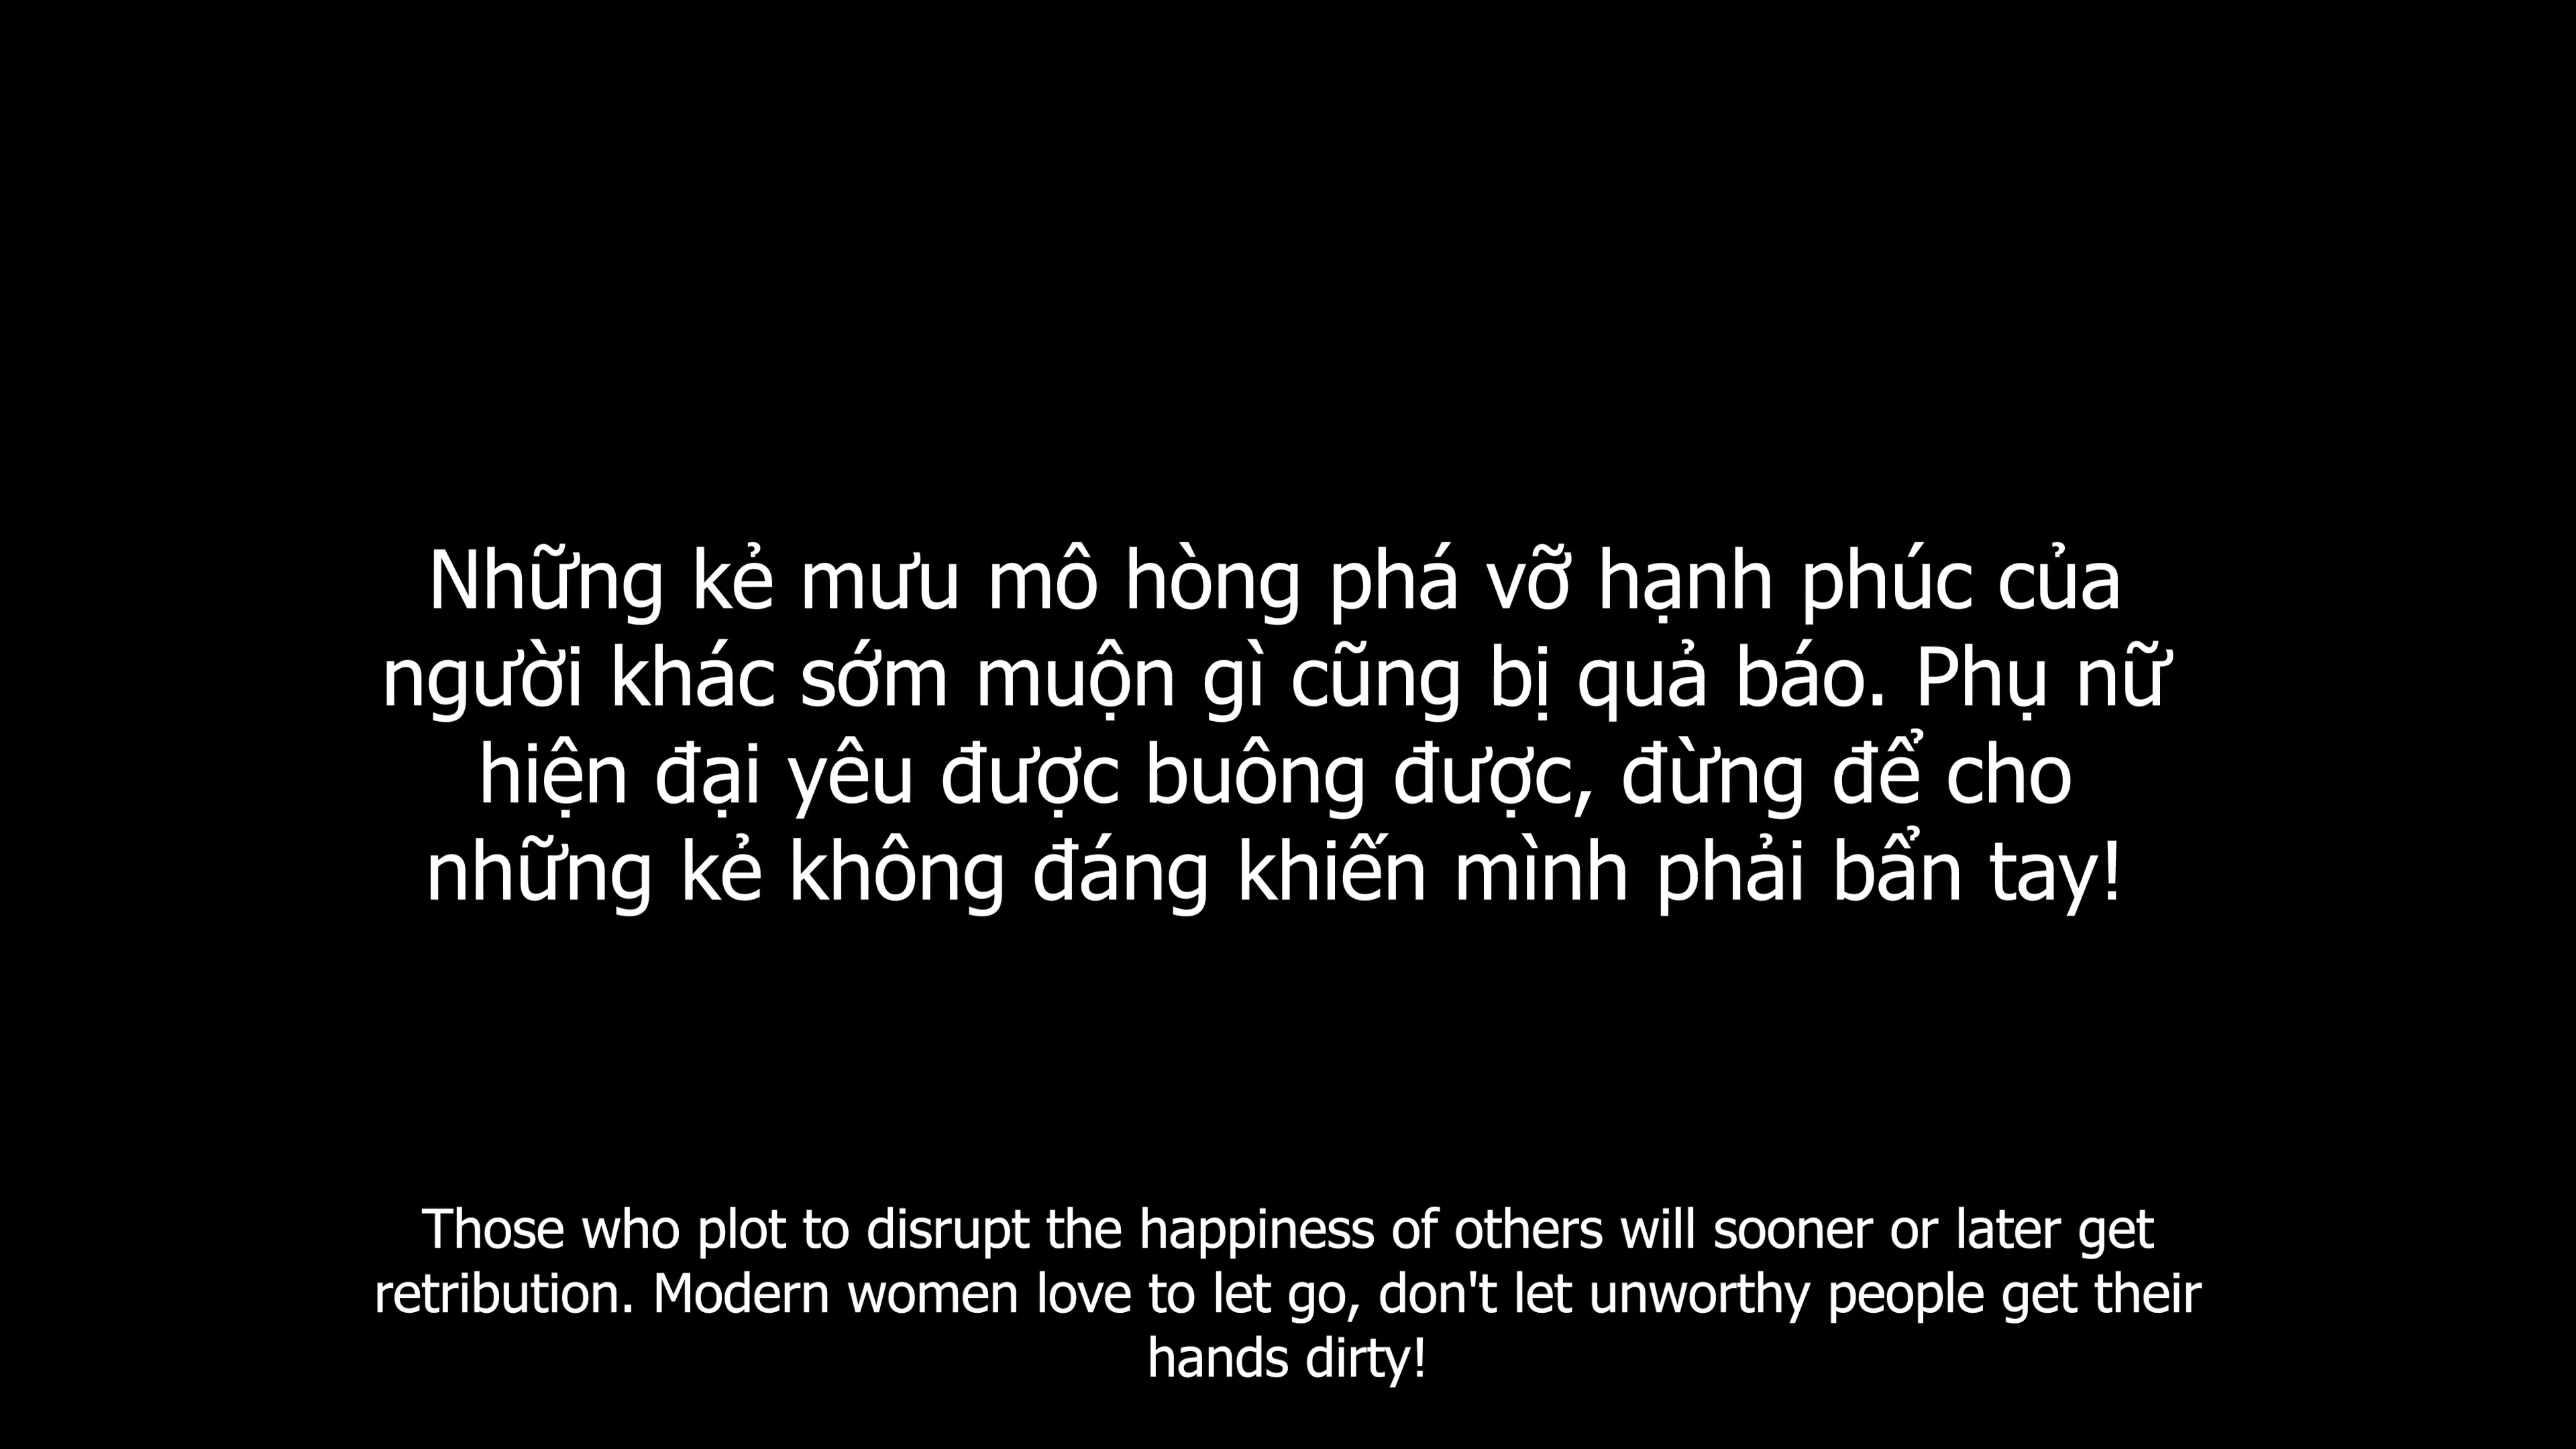 Những kẻ mưu mô hòng phá vỡ hạnh phúc của
người khác sớm muộn gì cũng bị quả báo. Phụ nữ
hiện đại yêu được buông được, đừng để cho
những kẻ không đáng khiến mình phải bẩn tay!
Those who plot to disrupt the happiness of others will sooner or later get
retribution. Modern women love to let go, don't let unworthy people get their
hands dirty!